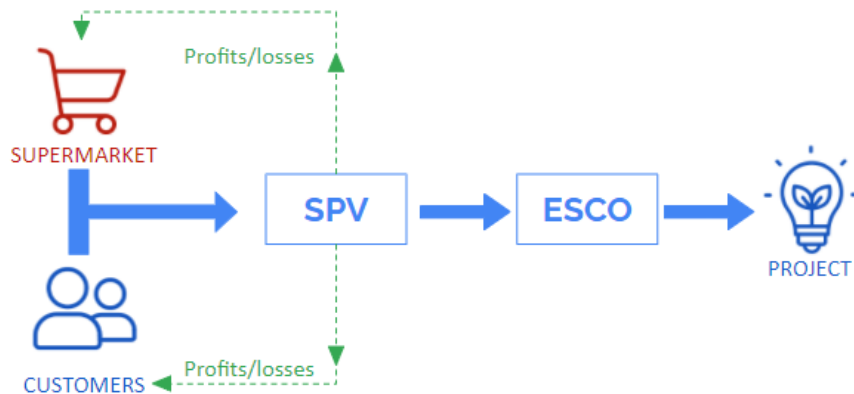 Profits/losses
SUPERMARKET
SPV
ESCO
PROJECT
Profits/losses
CUSTOMERS